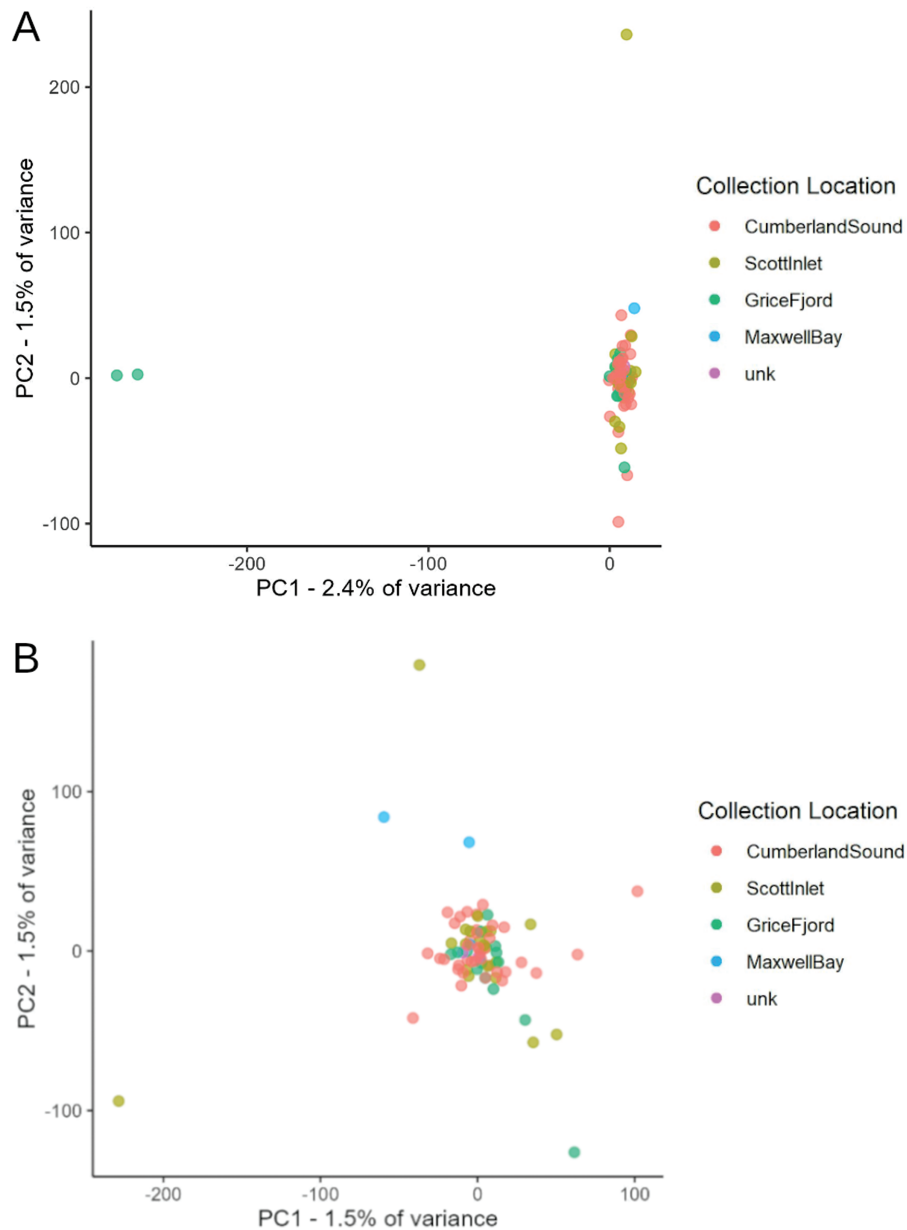 A
200
100
0
-100
PC2 - 1.5% of variance
-200
-100
0
PC1 - 2.4% of variance
Collection Location
CumberlandSound
ScottInlet
GriceFjord
MaxwellBay
unk
B
100
0
-100
PC2 - 1.5% of variance
-200
-100
0
100
PC1 - 1.5% of variance
Collection Location
CumberlandSound
ScottInlet
GriceFjord
MaxwellBay
unk